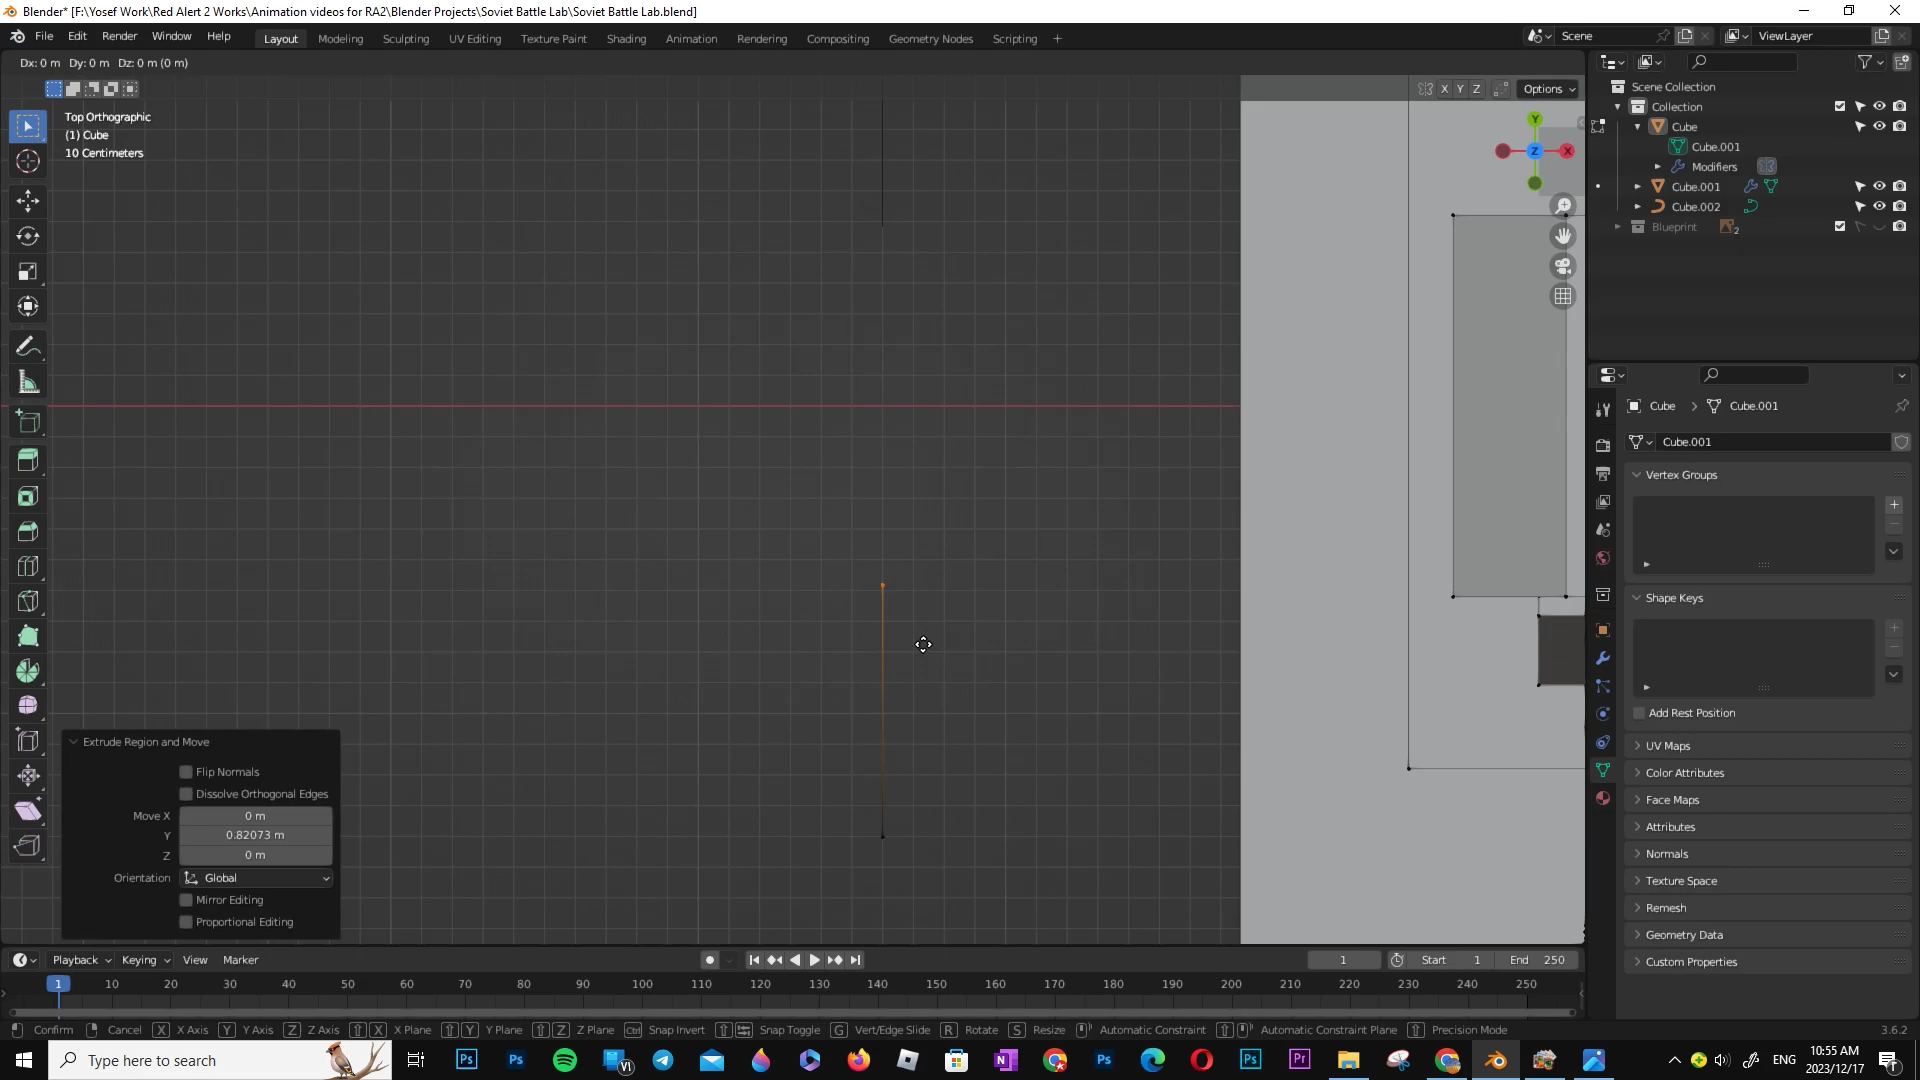 Blender* [F:\Yosef Work\Red Alert 2 Works\Animation videos for RA2\Blender Projects\Soviet Battle Lab\Soviet Battle Lab.blend]
File Edit Render Window Help Layout Modeling Sculpting UV Editing Texture Paint Shading Animation Rendering Compositing Geometry Nodes Scripting + Scene ViewLayer
Dx: 0 m Dy: 0 m Dz: 0 m (0 m)
X Y Z Options
Top Orthographic
(1) Cube
10 Centimeters
Y
Z X
Scene Collection
Collection
Cube
Cube.001
Modifiers
Cube.001
Cube.002
Blueprint 2
Cube Cube.001
Cube.001
Vertex Groups
Shape Keys
Add Rest Position
UV Maps
Color Attributes
Face Maps
Attributes
Normals
Texture Space
Remesh
Geometry Data
Custom Properties
Extrude Region and Move
Flip Normals
Dissolve Orthogonal Edges
Move X 0 m
Y 0.82073 m
Z 0 m
Orientation Global
Mirror Editing
Proportional Editing
Playback Keying View Marker 1 Start 1 End 250
1 10 20 30 40 50 60 70 80 90 100 110 120 130 140 150 160 170 180 190 200 210 220 230 240 250
Confirm Cancel X X Axis Y Y Axis Z Z Axis X X Plane Y Y Plane Z Z Plane Ctrl Snap Invert Snap Toggle G Vert/Edge Slide R Rotate S Resize Automatic Constraint Automatic Constraint Plane Precision Mode 3.6.2
Type here to search
ENG
10:55 AM
2023/12/17